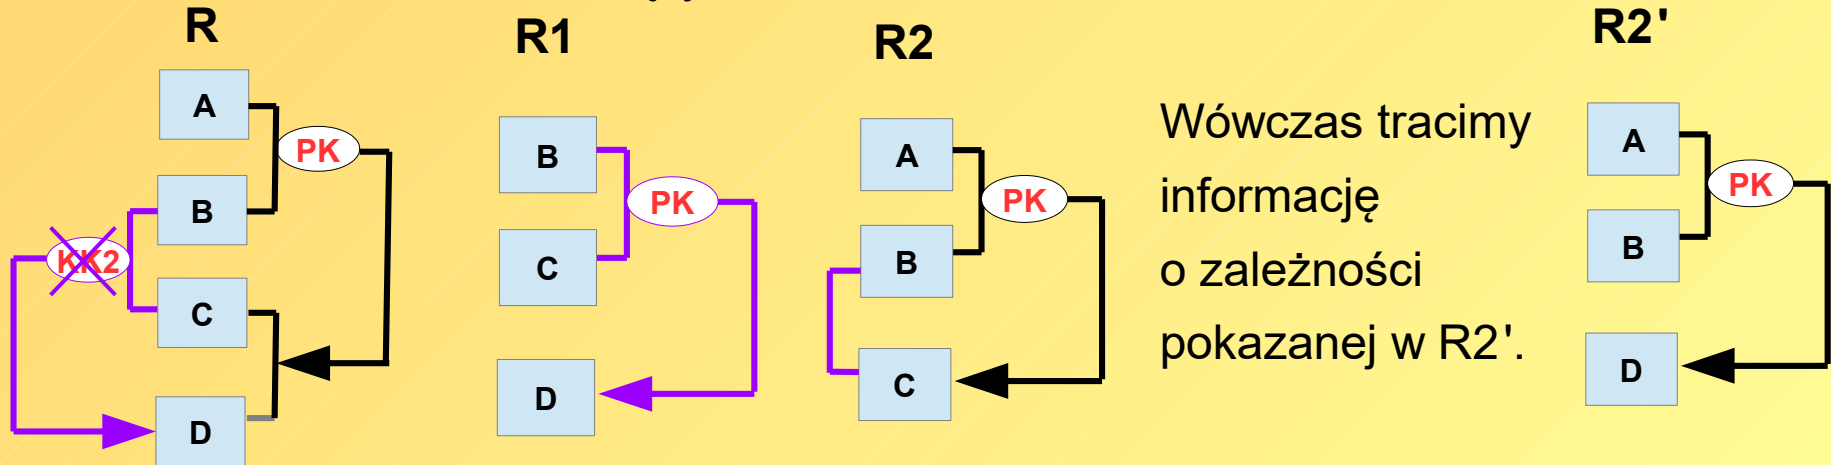 R
A
PK
B
KK2
C
D
R1
B
PK
C
D
R2
A
PK
B
C
Wówczas tracimy
informację
o zależności
pokazanej w R2'.
R2'
A
PK
B
D